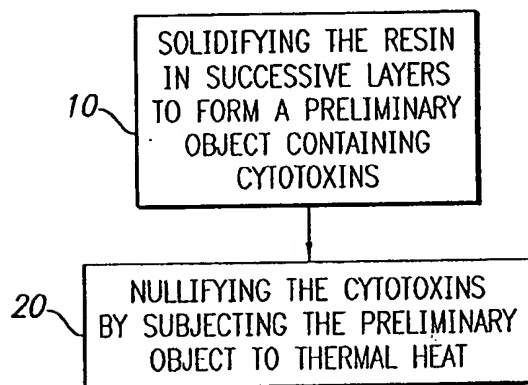 10
SOLIDIFYING THE RESIN
IN SUCCESSIVE LAYERS
TO FORM A PRELIMINARY
OBJECT CONTAINING
CYTOTOXINS
20
NULLIFYING THE CYTOTOXINS
BY SUBJECTING THE PRELIMINARY
OBJECT TO THERMAL HEAT